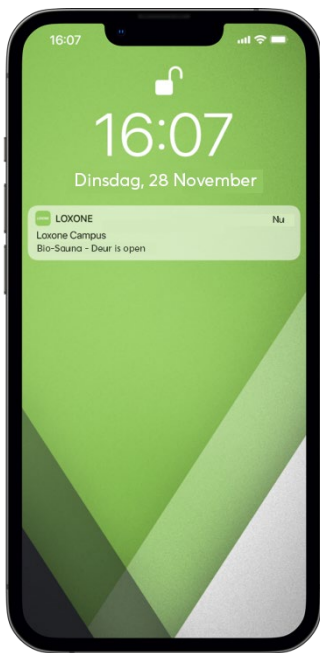 16:07
16:07
Dinsdag, 28 November
LOXONE Nu
Loxone Campus
Bio-Sauna - Deur is open